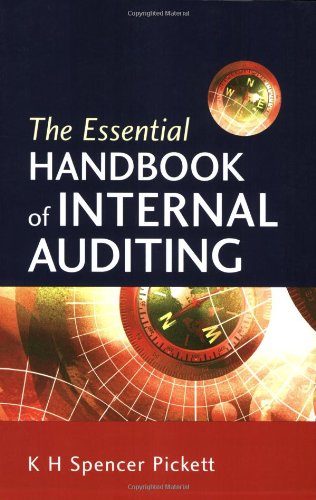 The Essential
HANDBOOK
of INTERNAL
AUDITING
K H Spencer Pickett